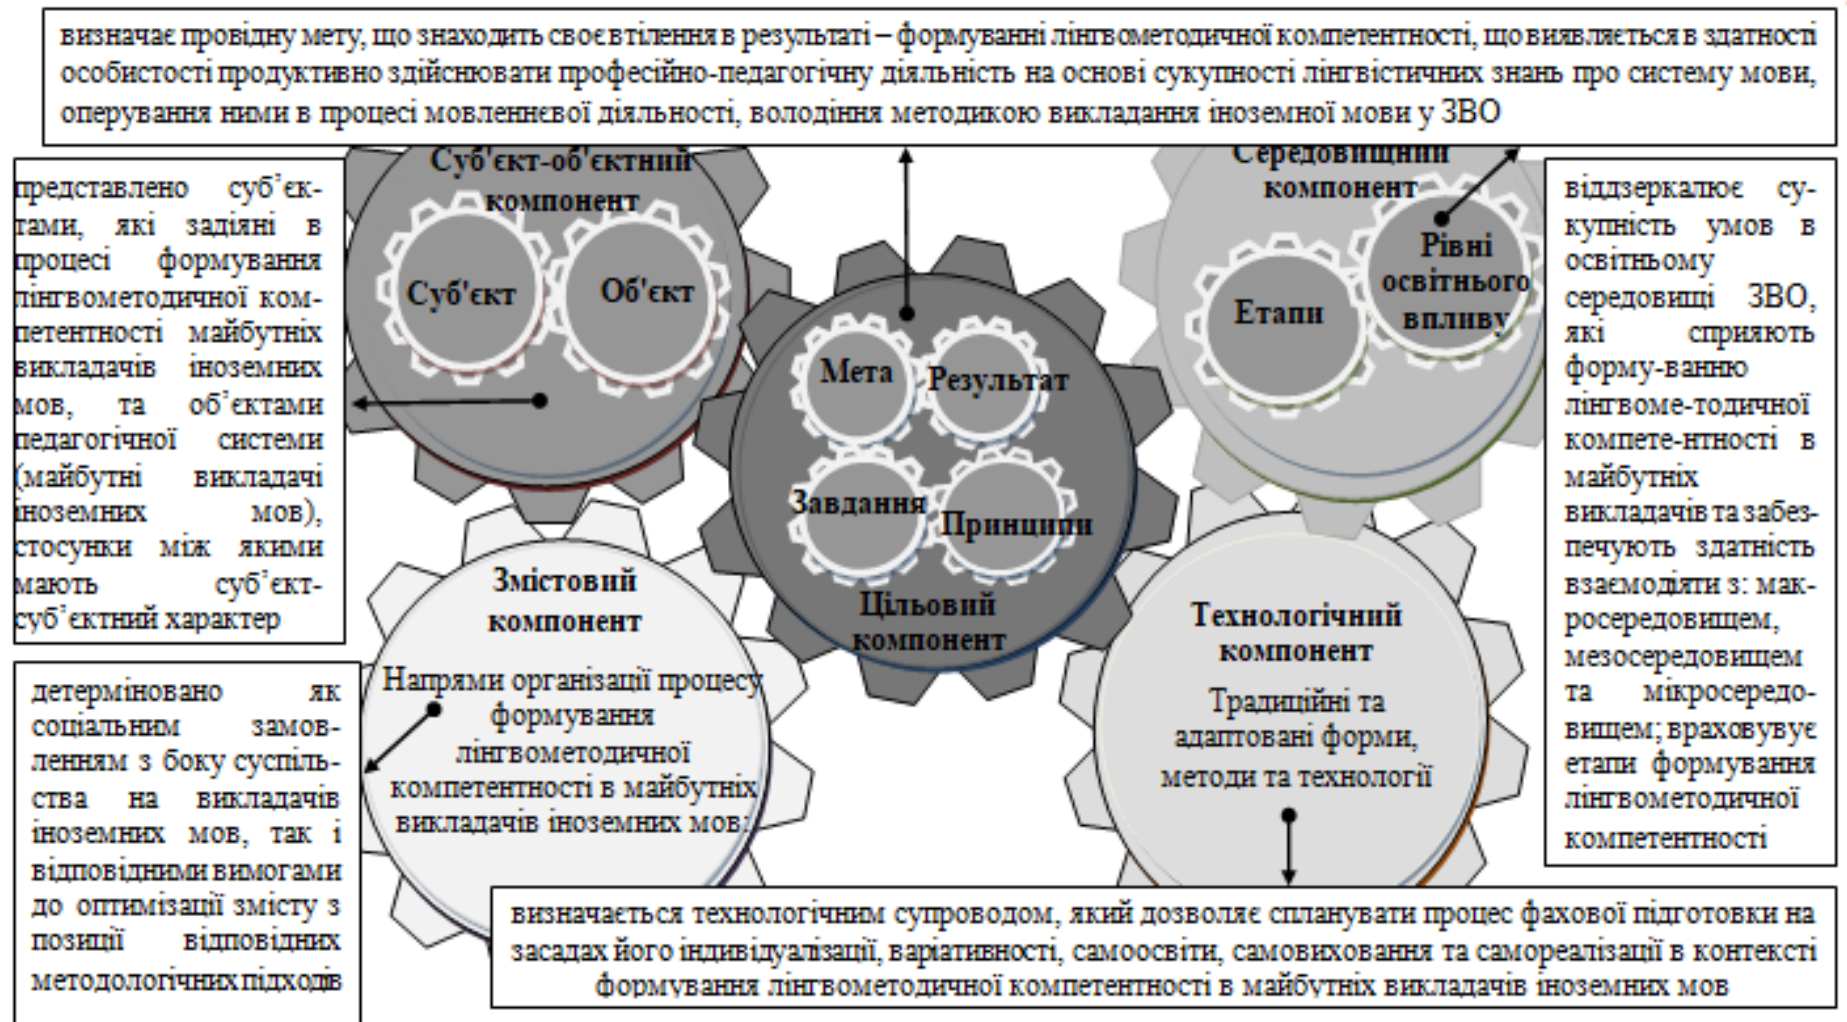 визначає провідну мету, що знаходить своє втілення в результаті – формуванні лінгвометодичної компетентності, що виявляється в здатності
особистості продуктивно здійснювати професійно-педагогічну діяльність на основі сукупності лінгвістичних знань про систему мови,
оперування ними в процесі мовленнєвої діяльності, володіння методикою викладання іноземної мови у ЗВО
представлено суб’єк-
тами, які задіяні в
процесі формування
лінгвометодичної ком-
петентності майбутніх
викладачів іноземних
мов, та об’єктами
педагогічної системи
(майбутні викладачі
іноземних мов),
стосунки між якими
мають суб’єкт-
суб’єктний характер
Суб'єкт-об'єктний
компонент
Суб'єкт
Об'єкт
Мета
Результат
Завдання
Принципи
Цільовий
компонент
Середовищний
компонент
Етапи
Рівні
освітнього
впливу
віддзеркалює су-
купність умов в
освітньому
середовищі ЗВО,
які сприяють
форму-ванню
лінгвоме-тодичної
компете-нтності в
майбутніх
викладачів та забез-
печують здатність
взаємодіяти з: мак-
росередовищем,
мезосередовищем
та мікросередо-
вищем; враховувує
етапи формування
лінгвометодичної
компетентності
детерміновано як
соціальним замов-
ленням з боку суспіль-
ства на викладачів
іноземних мов, так і
відповідними вимогами
до оптимізації змісту з
позиції відповідних
методологічних підходів
Змістовий
компонент
Напрями організації процесу
формування
лінгвометодичної
компетентності в майбутніх
викладачів іноземних мов:
Технологічний
компонент
Традиційні та
адаптовані форми,
методи та технології
визначається технологічним супроводом, який дозволяє спланувати процес фахової підготовки на
засадах його індивідуалізації, варіативності, самоосвіти, самовиховання та самореалізації в контексті
формування лінгвометодичної компетентності в майбутніх викладачів іноземних мов